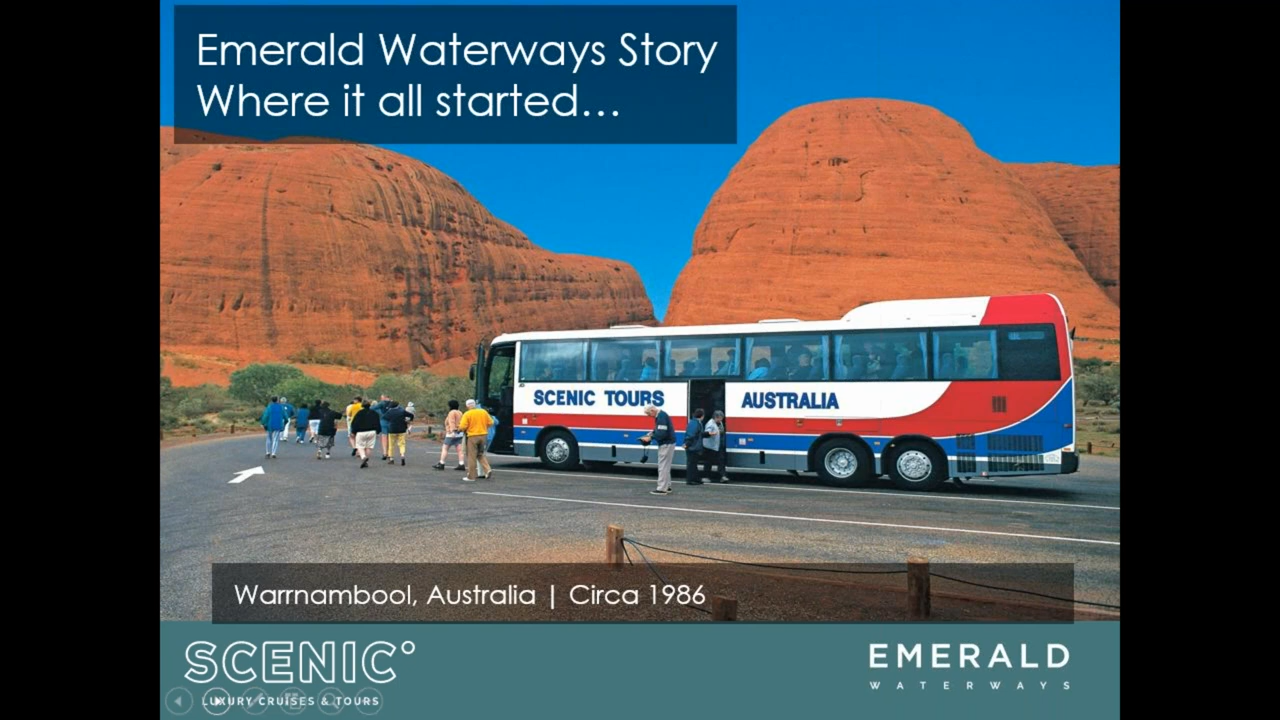 Emerald Waterways Story
Where it all started…
SCENIC TOURS AUSTRALIA
Warrnambool, Australia | Circa 1986
SCENIC°
LUXURY CRUISES & TOURS
EMERALD
WATERWAYS